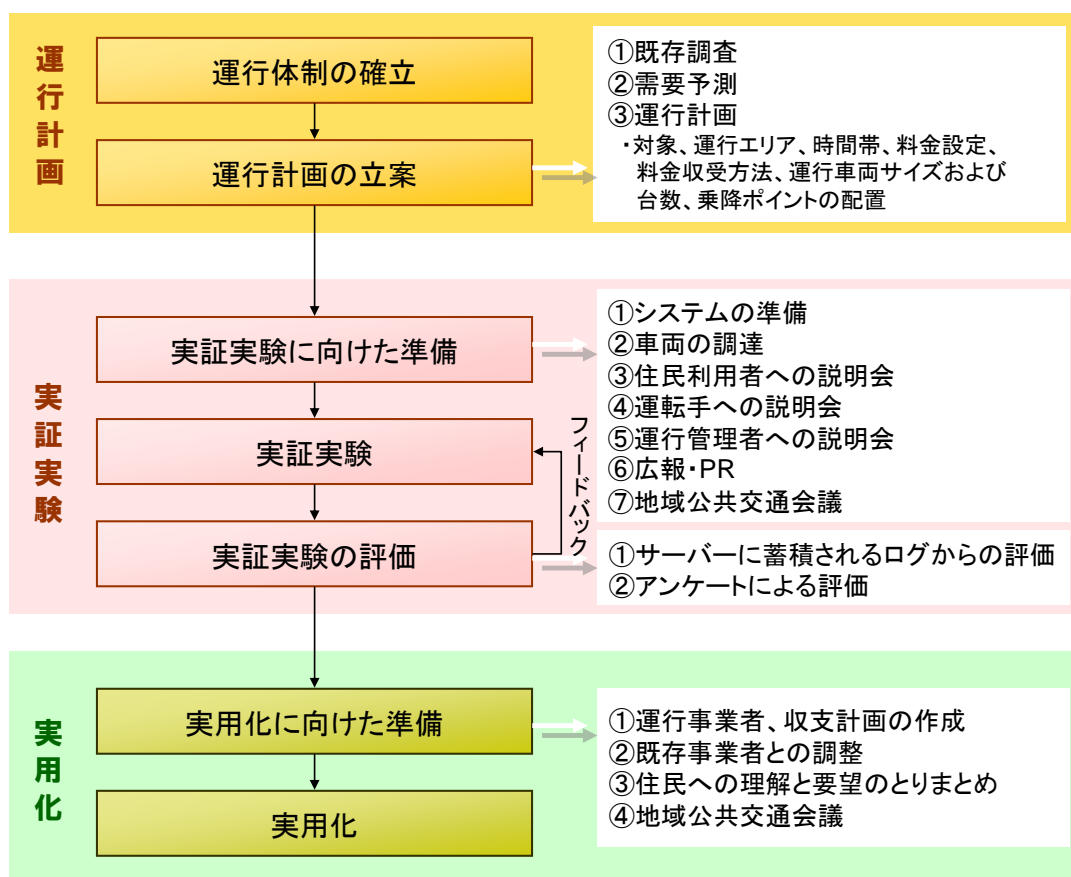 運行計画
運行体制の確立
運行計画の立案
①既存調査
②需要予測
③運行計画
・対象、運行エリア、時間帯、料金設定、
料金収受方法、運行車両サイズおよび
台数、乗降ポイントの配置
実証実験
実証実験に向けた準備
実証実験
実証実験の評価
フィードバック
①システムの準備
②車両の調達
③住民利用者への説明会
④運転手への説明会
⑤運行管理者への説明会
⑥広報・PR
⑦地域公共交通会議
①サーバーに蓄積されるログからの評価
②アンケートによる評価
実用化
実用化に向けた準備
実用化
①運行事業者、収支計画の作成
②既存事業者との調整
③住民への理解と要望のとりまとめ
④地域公共交通会議